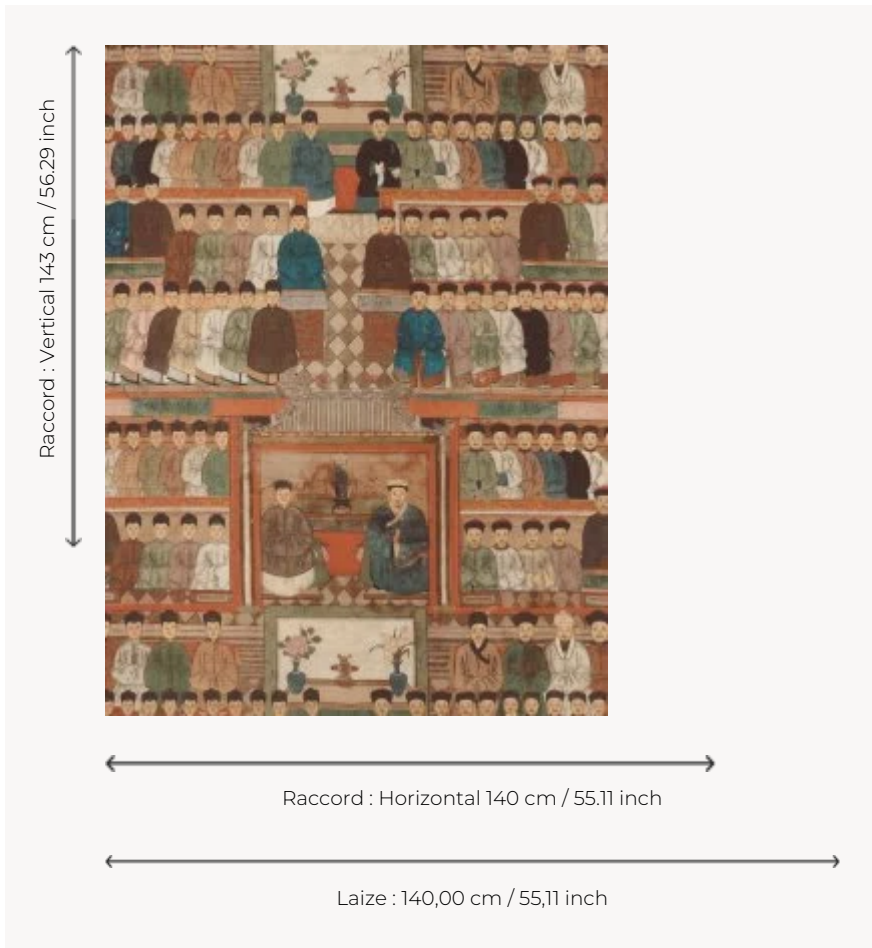 Raccord : Vertical 143 cm / 56.29 inch
Raccord : Horizontal 140 cm / 55.11 inch
Laize : 140,00 cm / 55,11 inch